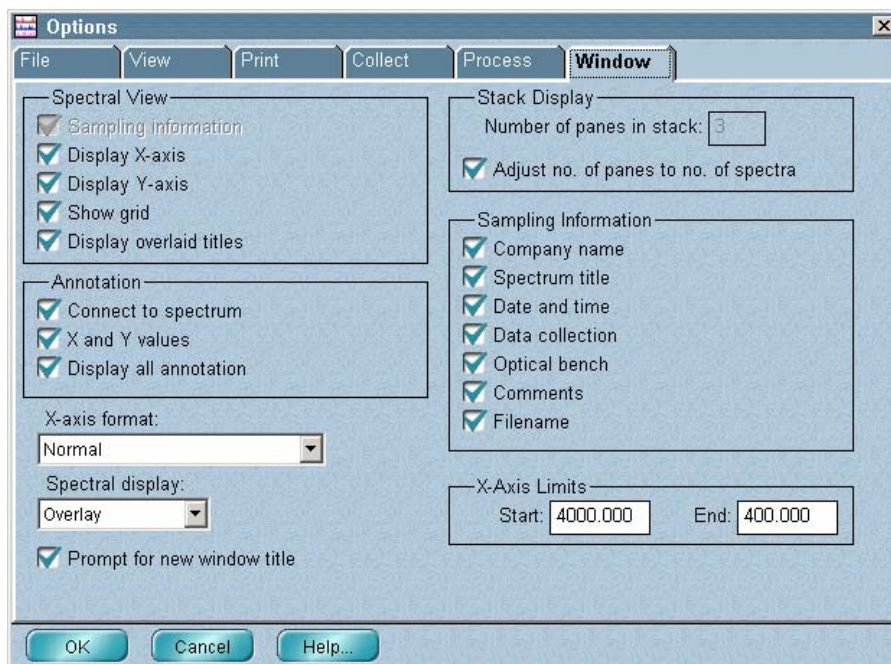 Options
File View Print Collect Process Window
Spectral View
Sampling information
Display X-axis
Display Y-axis
Show grid
Display overlaid titles
Annotation
Connect to spectrum
X and Y values
Display all annotation
X-axis format:
Normal
Spectral display:
Overlay
Prompt for new window title
Stack Display
Number of panes in stack: 3
Adjust no. of panes to no. of spectra
Sampling Information
Company name
Spectrum title
Date and time
Data collection
Optical bench
Comments
Filename
X-Axis Limits
Start: 4000.000 End: 400.000
OK Cancel Help...